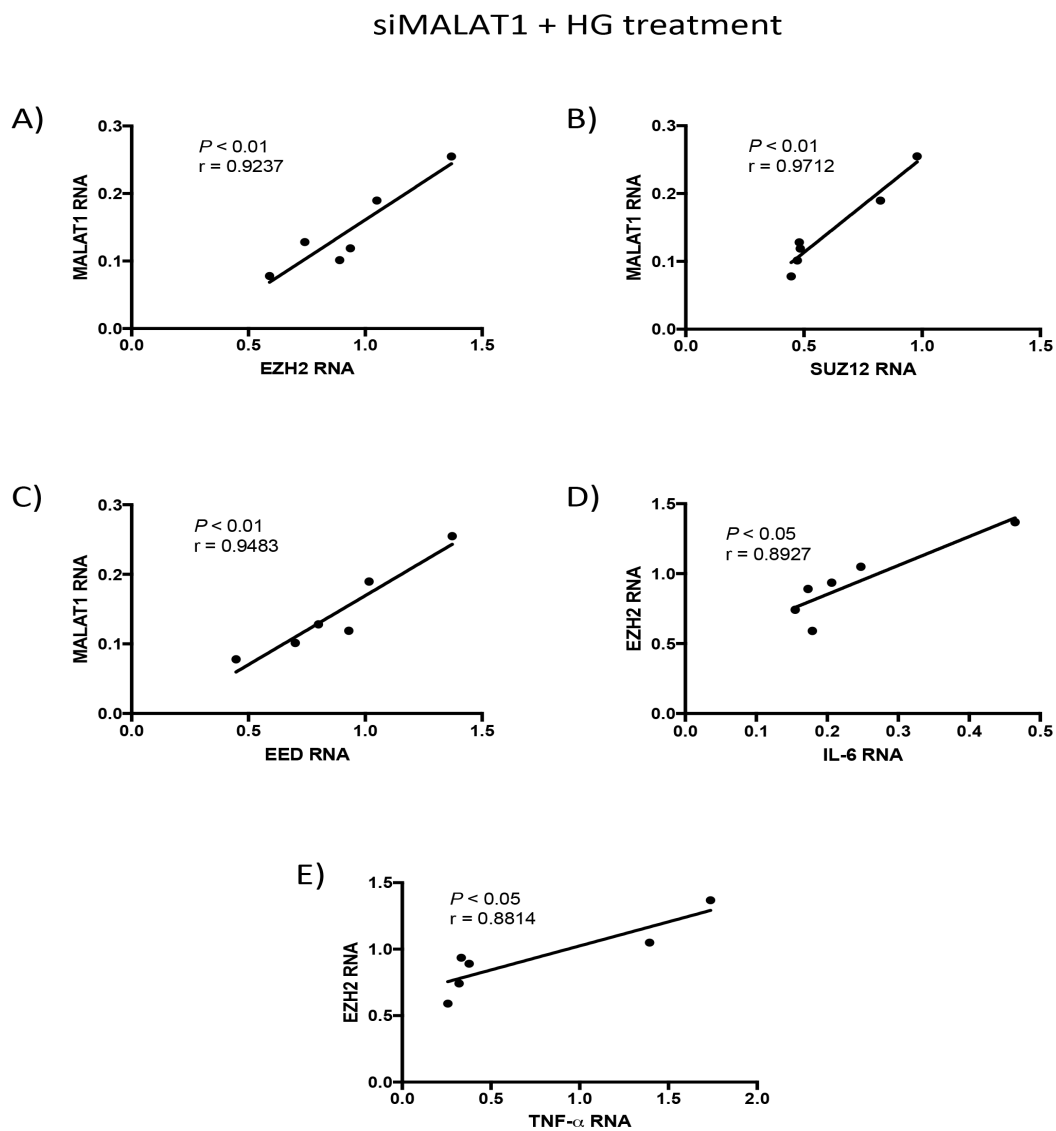 siMALAT1 + HG treatment
A)
0.3
0.2
0.1
0.0
MALAT1 RNA
P < 0.01
r = 0.9237
0.0 0.5 1.0 1.5
EZH2 RNA
B)
0.3
0.2
0.1
0.0
MALAT1 RNA
P < 0.01
r = 0.9712
0.0 0.5 1.0 1.5
SUZ12 RNA
C)
0.3
0.2
0.1
0.0
MALAT1 RNA
P < 0.01
r = 0.9483
0.0 0.5 1.0 1.5
EED RNA
D)
1.5
1.0
0.5
0.0
EZH2 RNA
P < 0.05
r = 0.8927
0.0 0.1 0.2 0.3 0.4 0.5
IL-6 RNA
E)
1.5
1.0
0.5
0.0
EZH2 RNA
P < 0.05
r = 0.8814
0.0 0.5 1.0 1.5 2.0
TNF-α RNA